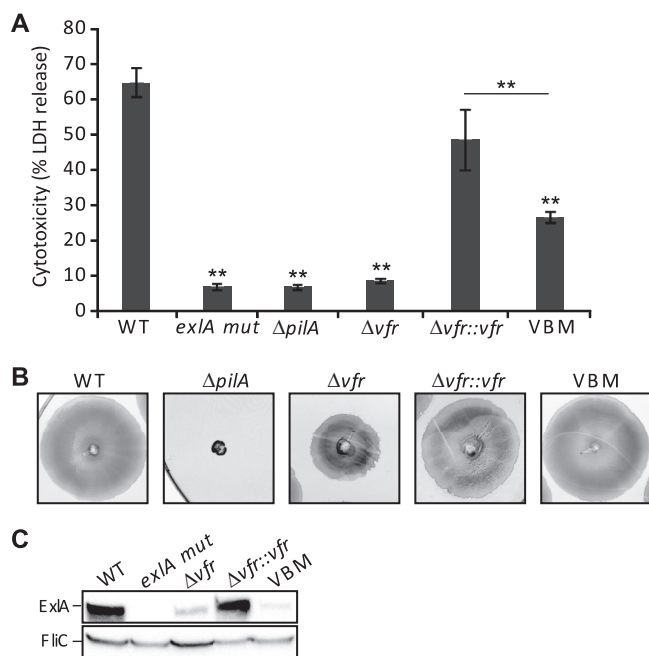 A
Cytotoxicity (% LDH release)
80
70
60
50
40
30
20
10
0
**
**
**
**
**
WT
exlA mut
ΔpilA
Δvfr
Δvfr::vfr
VBM
B
WT
ΔpilA
Δvfr
Δvfr::vfr
VBM
C
WT
exlA mut
Δvfr
Δvfr::vfr
VBM
ExlA
FliC